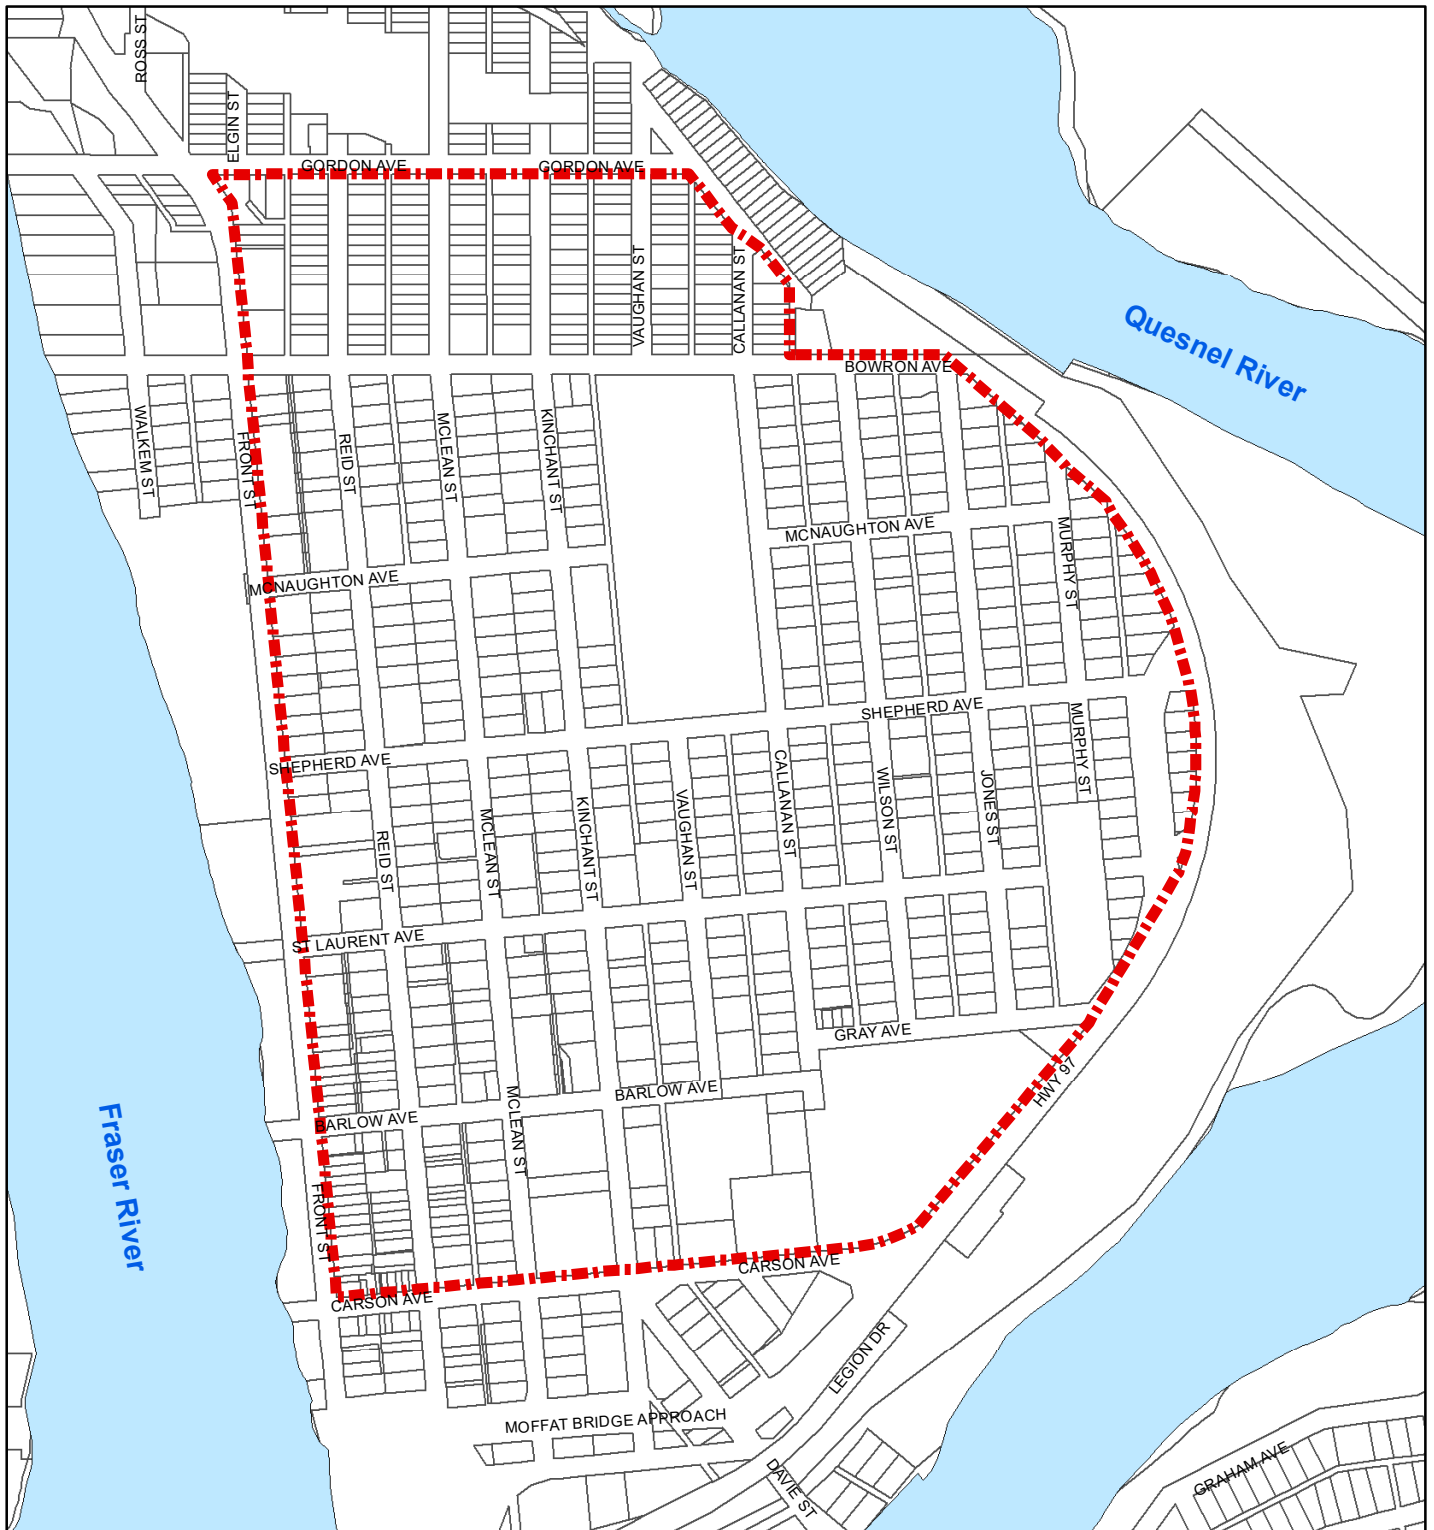 ROSS ST
ELGIN ST
GORDON AVE
GORDON AVE
VAUGHAN ST
CALLANAN ST
Quesnel River
BOWRON AVE
WALKEM ST
FRONT ST
REID ST
MCLEAN ST
KINCHANT ST
MCNAUGHTON AVE
MURPHY ST
MCNAUGHTON AVE
SHEPHERD AVE
MURPHY ST
SHEPHERD AVE
REID ST
MCLEAN ST
KINCHANT ST
VAUGHAN ST
CALLANAN ST
WILSON ST
JONES ST
ST LAURENT AVE
GRAY AVE
HWY 97
BARLOW AVE
BARLOW AVE
MCLEAN ST
Fraser River
FRONT ST
CARSON AVE
CARSON AVE
LEGION DR
MOFFAT BRIDGE APPROACH
DAVIE ST
GRAHAM AVE